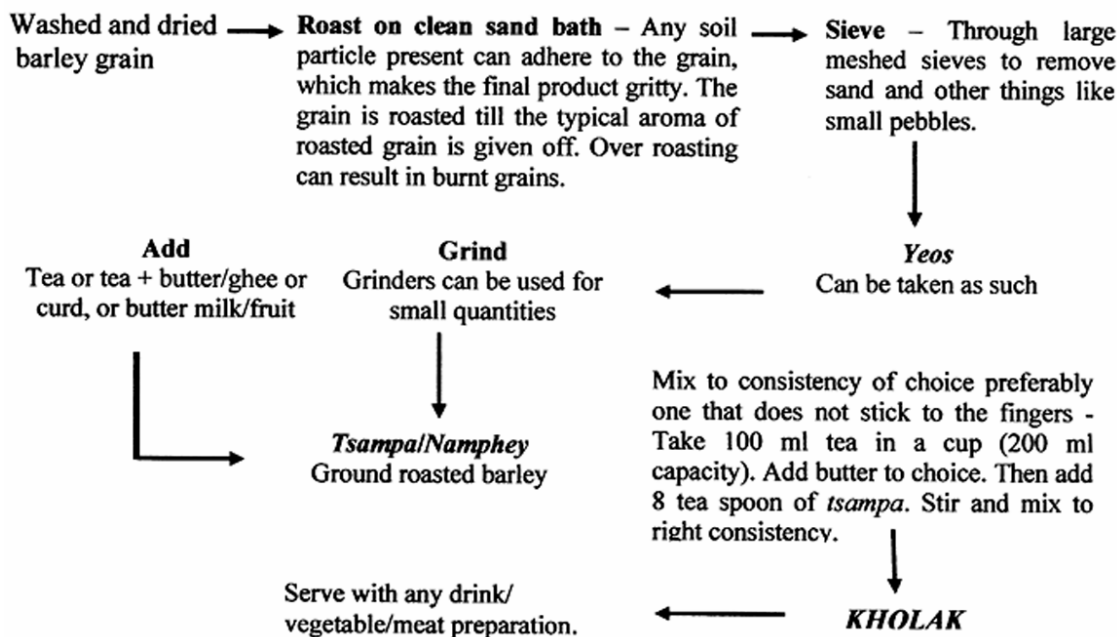 Washed and dried
barley grain
Roast on clean sand bath – Any soil
particle present can adhere to the grain,
which makes the final product gritty. The
grain is roasted till the typical aroma of
roasted grain is given off. Over roasting
can result in burnt grains.
Sieve – Through large
meshed sieves to remove
sand and other things like
small pebbles.
Yeos
Can be taken as such
Grind
Grinders can be used for
small quantities
Add
Tea or tea + butter/ghee or
curd, or butter milk/fruit
Tsampa/Namphey
Ground roasted barley
Mix to consistency of choice preferably
one that does not stick to the fingers -
Take 100 ml tea in a cup (200 ml
capacity). Add butter to choice. Then add
8 tea spoon of tsampa. Stir and mix to
right consistency.
KHOLAK
Serve with any drink/
vegetable/meat preparation.